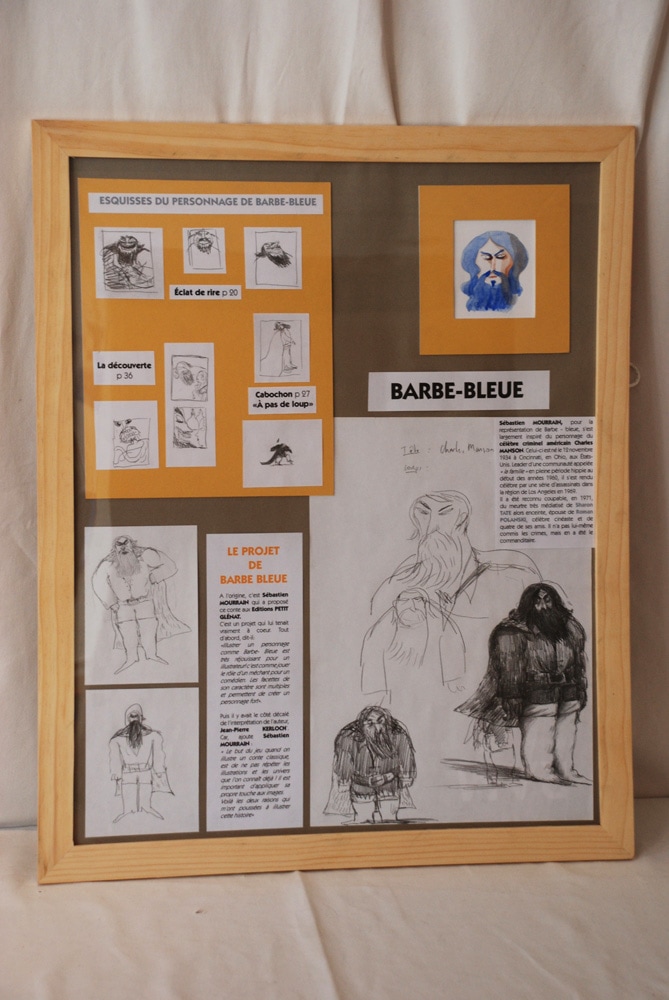 ESQUISSES DU PERSONNAGE DE BARBE-BLEUE
Éclat de rire p 20
La découverte
p 36
Cabochon p 27
«À pas de loup»
BARBE-BLEUE
Sébastien MOURRAIN, pour la
représentation de Barbe - bleue, s'est
largement inspiré du personnage du
célèbre criminel américain Charles
MANSON. Celui-ci est né le 12 novembre
1934 à Cincinnati, en Ohio, aux Etats-
Unis. Leader d'une communauté appelée
« la famille » en pleine période hippie au
début des années 1960, il s'est rendu
célèbre par une série d'assassinats dans
la région de Los Angeles en 1969.
Il a été reconnu coupable, en 1971,
du meurtre très médiatisé de Sharon
TATE alors enceinte, épouse de Roman
POLANSKI, célèbre cinéaste et de
quatre de ses amis. Il n'a pas lui-même
commis les crimes, mais en a été le
commanditaire.
Charles Manson
LE PROJET
DE
BARBE BLEUE
A l'origine, c'est Sébastien
MOURRAIN qui a proposé
ce conte aux Editions PETIT
GLÉNAT.
C'est un projet qui lui tenait
vraiment à coeur. Tout
d'abord, dit-il:
«Illustrer un personnage
comme Barbe- Bleue est
très réjouissant pour un
illustrateur: c'est comme jouer
le rôle d'un méchant pour un
comédien. Les facettes de
son caractère sont multiples
et permettent de créer un
personnage fort».
Puis il y avait le côté décalé
de l'interprétation de l'auteur,
Jean-Pierre KERLOC'H
Car, ajoute Sébastien
MOURRAIN :
« Le but du jeu quand on
illustre un conte classique,
est de ne pas répéter les
illustrations et les univers
que l'on connaît déjà ! Il est
important d'appliquer sa
propre touche aux images.
Voilà les deux raisons qui
m'ont poussées à illustrer
cette histoire»